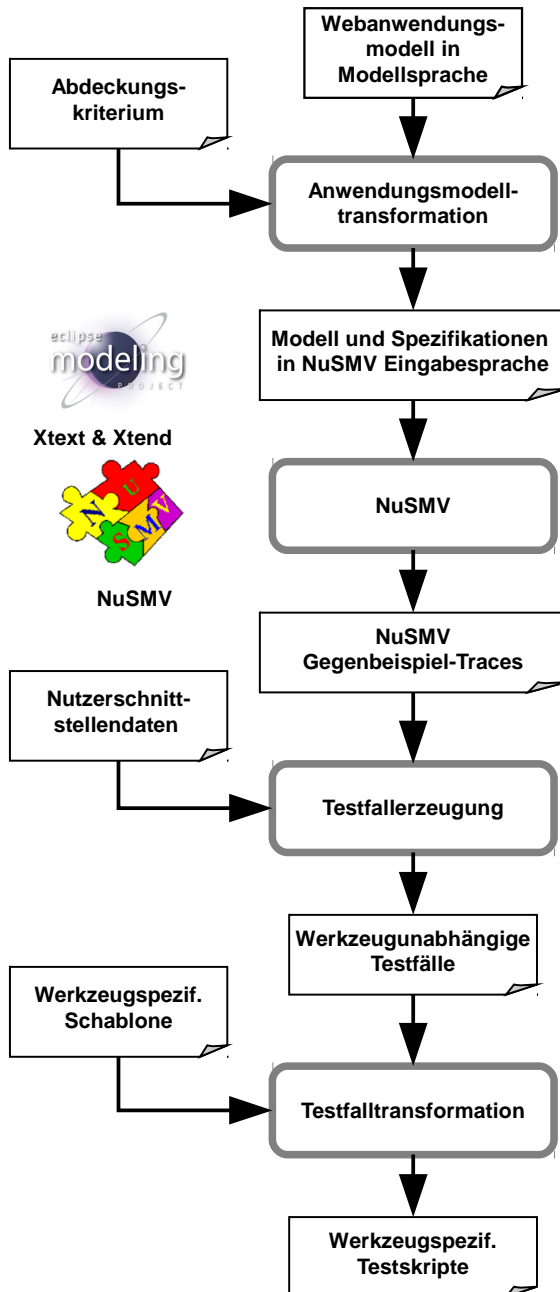 Webanwendungs-
modell in
Modellsprache
Abdeckungs-
kriterium
Anwendungsmodell-
transformation
Modell und Spezifikationen
in NuSMV Eingabesprache
eclipse
modeling
PROJECT
Xtext & Xtend
NuSMV
N
U
S
M
V
NuSMV
NuSMV
Gegenbeispiel-Traces
Nutzerschnitt-
stellendaten
Testfallerzeugung
Werkzeugunabhängige
Testfälle
Werkzeugspezif.
Schablone
Testfalltransformation
Werkzeugspezif.
Testskripte